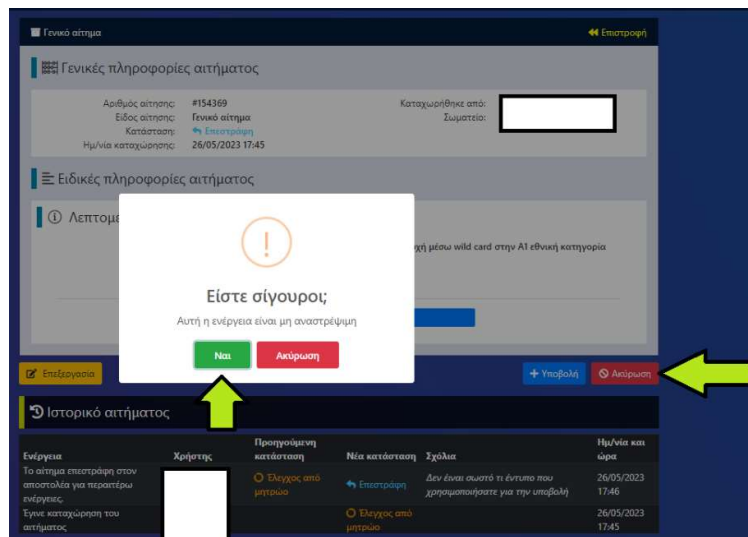 Γενικό αίτημα
Επιστροφή
Γενικές πληροφορίες αιτήματος
Αριθμός αίτησης: #154369
Είδος αίτησης: Γενικό αίτημα
Κατάσταση: Επεστράφη
Ημ/νία καταχώρησης: 26/05/2023 17:45
Καταχωρήθηκε από:
Σωματείο:
Ειδικές πληροφορίες αιτήματος
Λεπτομε
χή μέσω wild card στην Α1 εθνική κατηγορία
Είστε σίγουροι;
Αυτή η ενέργεια είναι μη αναστρέψιμη
Ναι Ακύρωση
Επεξεργασία
Υποβολή Ακύρωση
Ιστορικό αιτήματος
Ενέργεια Χρήστης Προηγούμενη κατάσταση Νέα κατάσταση Σχόλια Ημ/νία και ώρα
Το αίτημα επεστράφη στον
αποστολέα για περαιτέρω
ενέργειες.
Έλεγχος από
μητρώο
Επεστράφη
Δεν είναι σωστό τι έντυπο που
χρησιμοποιήσατε για την υποβολή
26/05/2023
17:46
Έγινε καταχώρηση του
αιτήματος
Έλεγχος από
μητρώο
26/05/2023
17:45